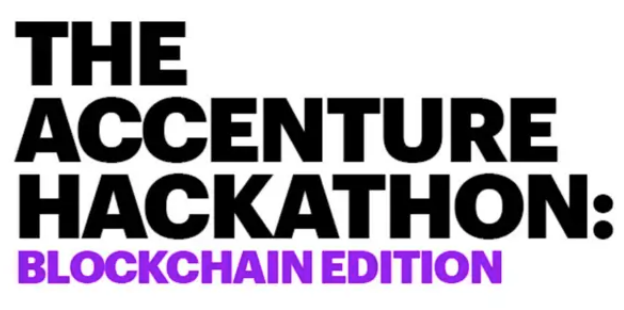 THE
ACCENTURE
HACKATHON:
BLOCKCHAIN EDITION